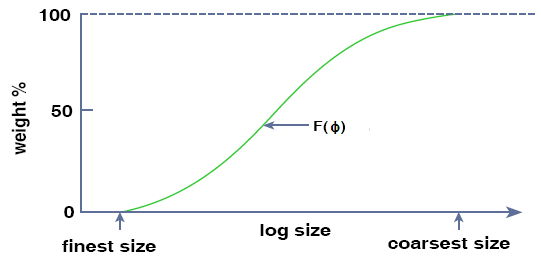 100
weight %
50
F(ϕ)
0
finest size
log size
coarsest size